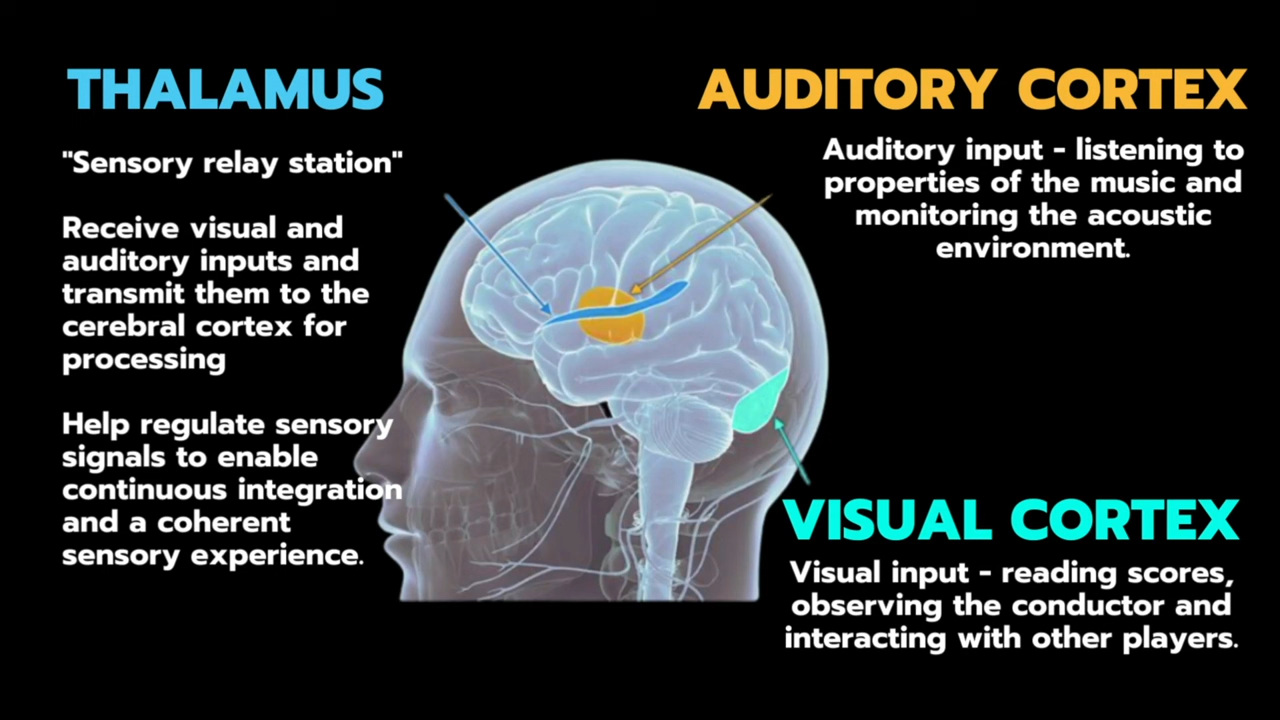 THALAMUS
"Sensory relay station"
Receive visual and
auditory inputs and
transmit them to the
cerebral cortex for
processing
Help regulate sensory
signals to enable
continuous integration
and a coherent
sensory experience.
AUDITORY CORTEX
Auditory input - listening to
properties of the music and
monitoring the acoustic
environment.
VISUAL CORTEX
Visual input - reading scores,
observing the conductor and
interacting with other players.